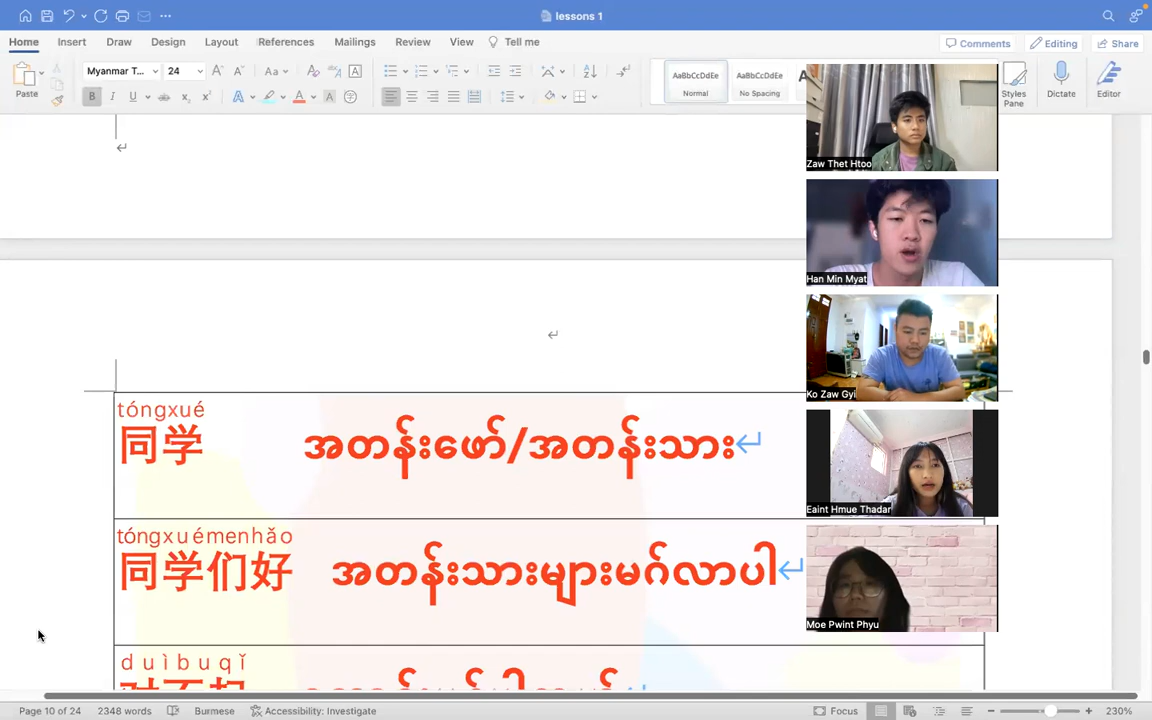 lessons 1
Home Insert Draw Design Layout References Mailings Review View Tell me
Comments Editing Share
Paste
Myanmar T... 24
Aa
AaBbCcDdEe
Normal
AaBbCcDdEe
No Spacing
Styles
Pane
Dictate
Editor
Zaw Thet Htoo
Han Min Myat
Ko Zaw Gyi
Eaint Hmue Thadar
Moe Pwint Phyu
tóngxué
同学 အတန်းဖော်/အတန်းသား
tóngxuémenhǎo
同学们好 အတန်းသားများမင်္ဂလာပါ
duìbuqǐ
对不起
Page 10 of 24 2348 words Burmese Accessibility: Investigate
Focus 230%